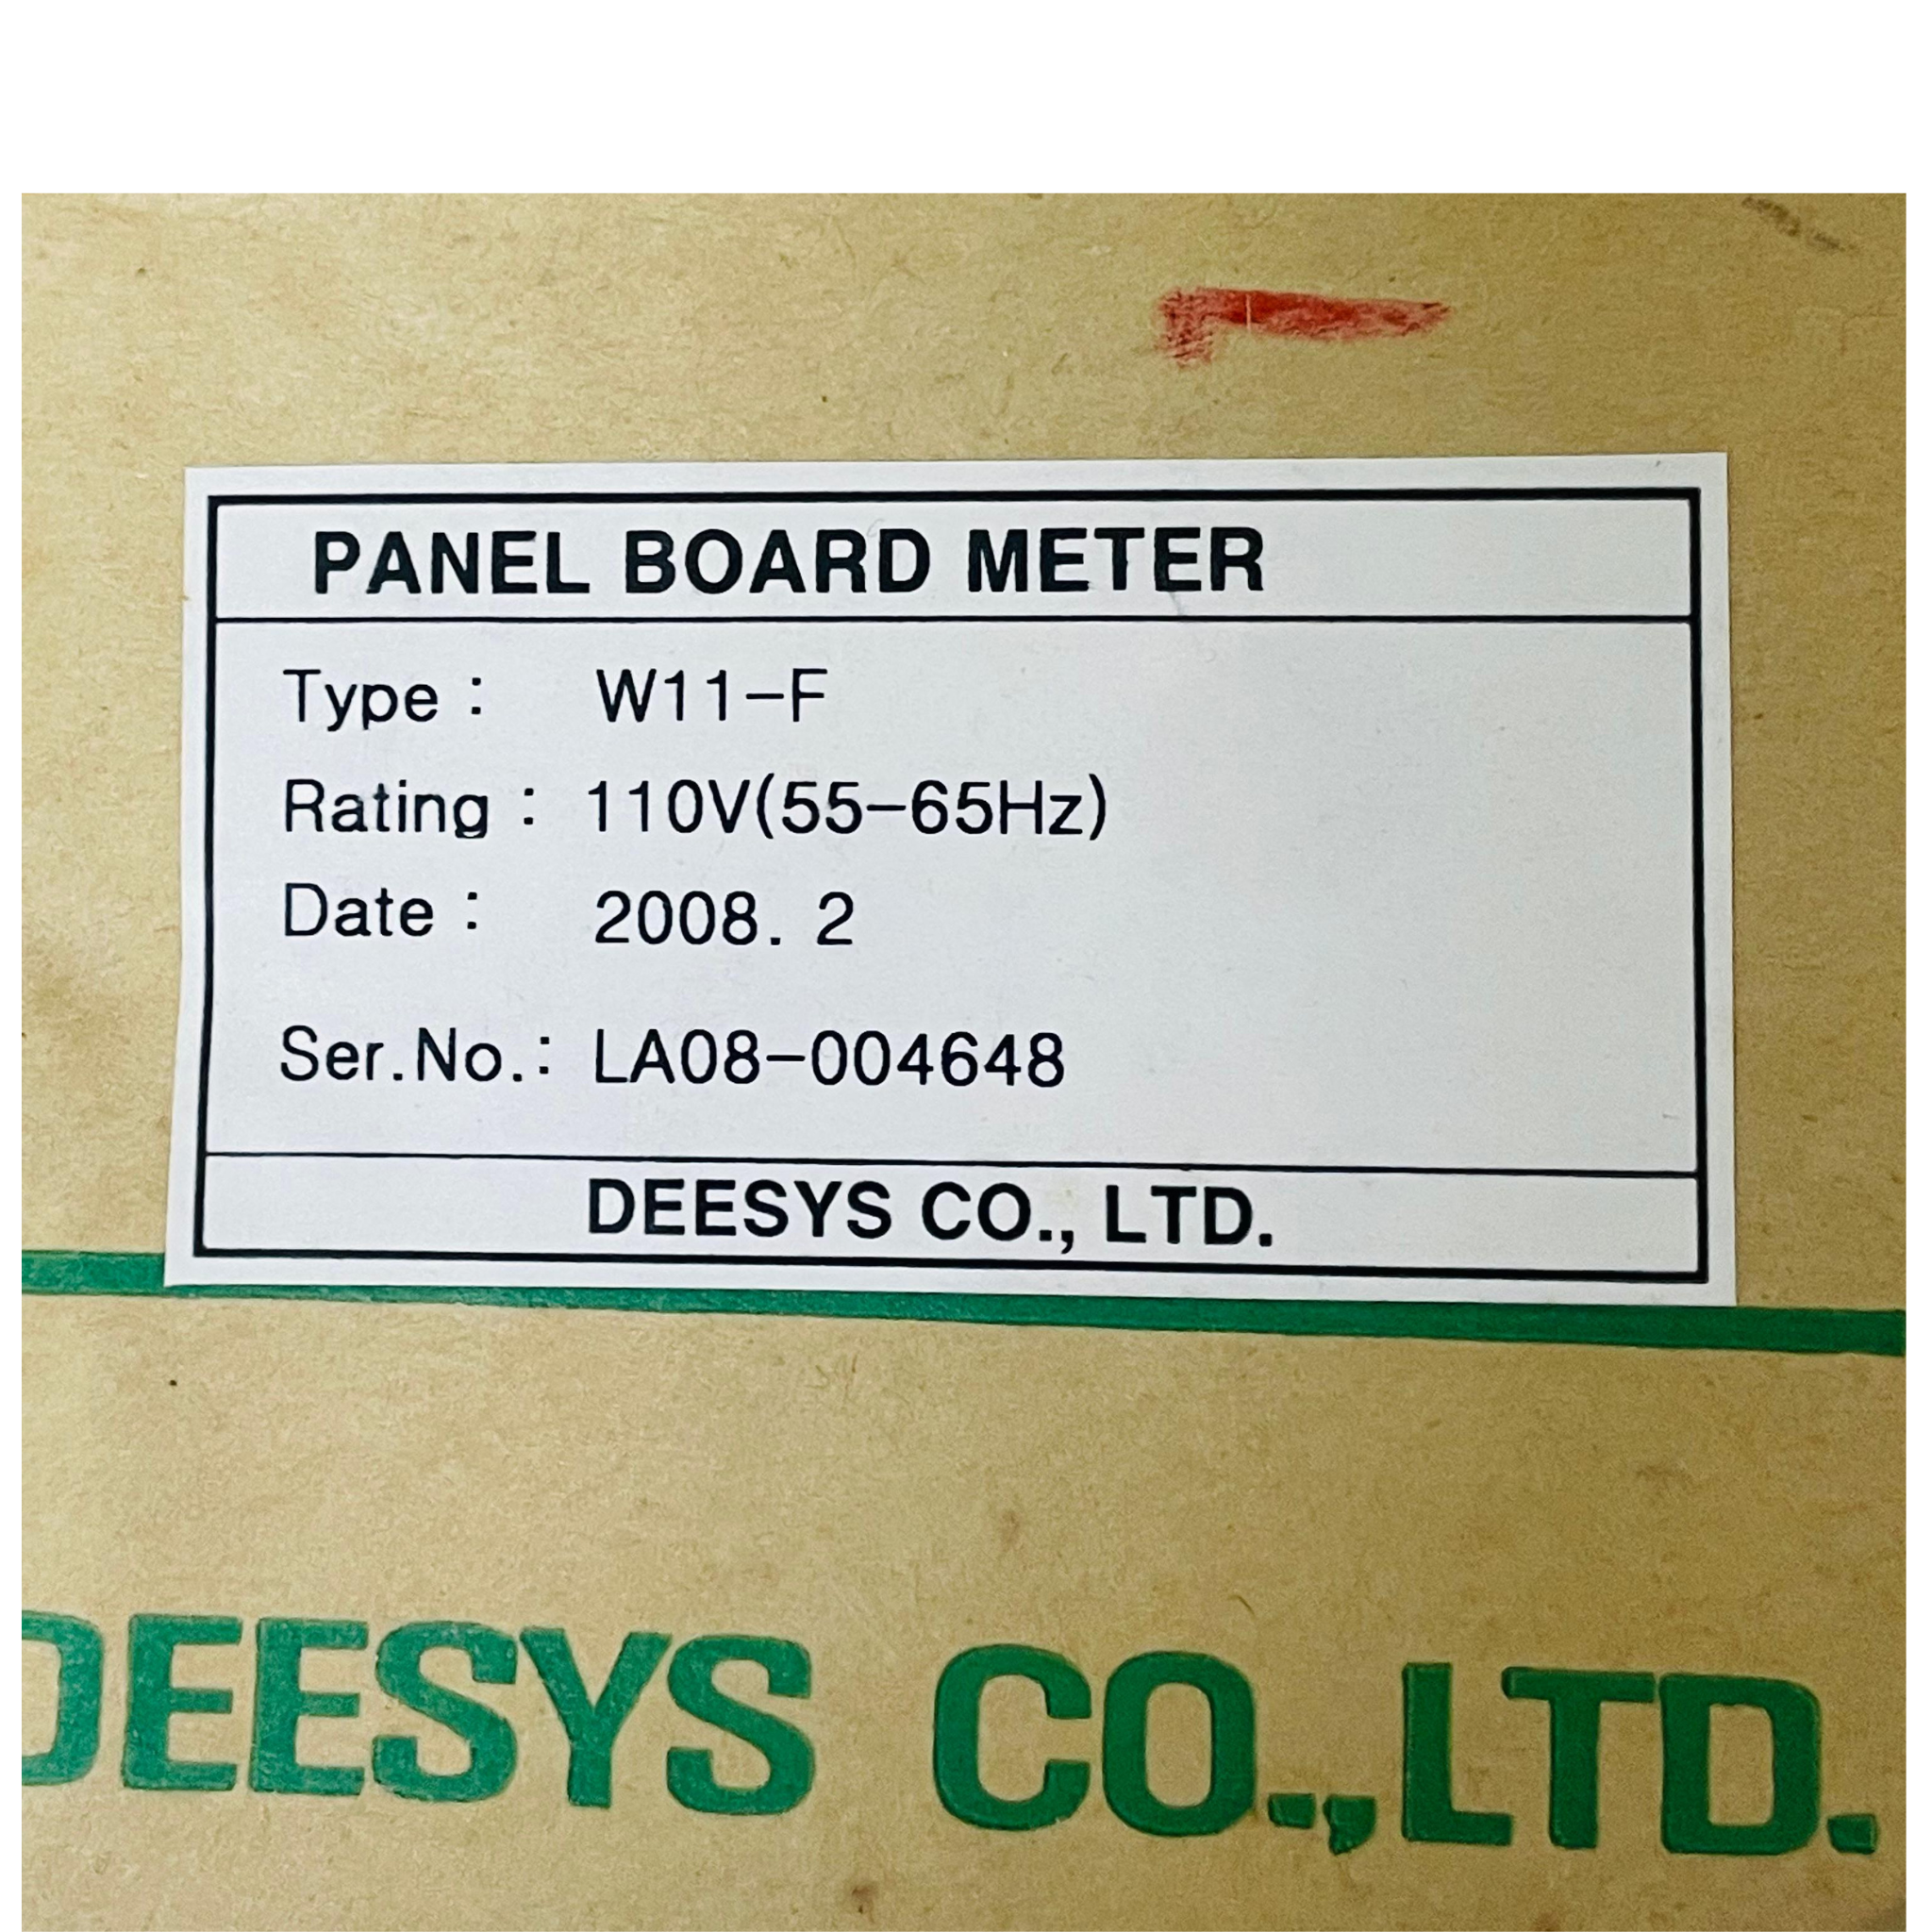 PANEL BOARD METER
Type : W11-F
Rating : 110V(55-65Hz)
Date : 2008. 2
Ser.No.: LA08-004648
DEESYS CO., LTD.
DEESYS CO.,LTD.